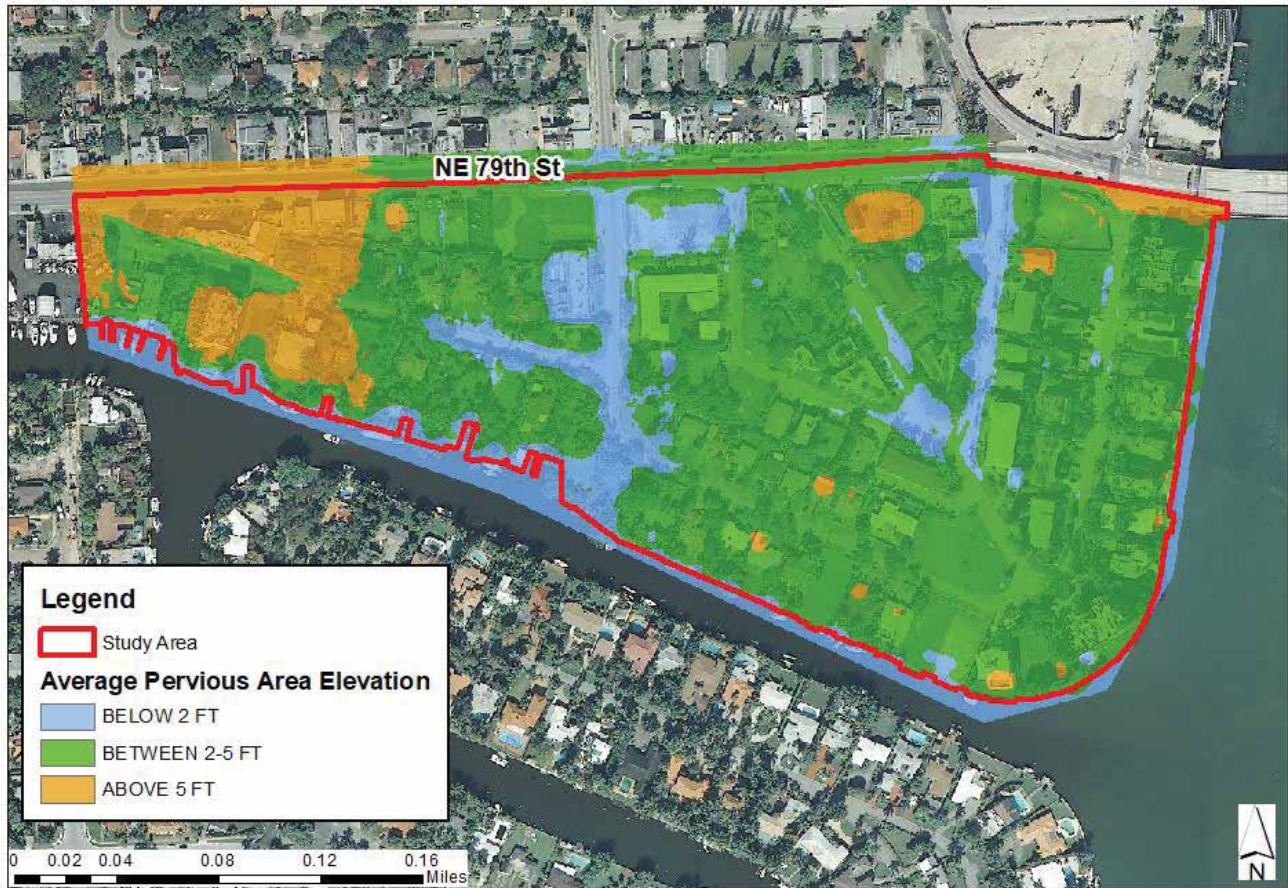 NE 79th St
Legend
Study Area
Average Pervious Area Elevation
BELOW 2 FT
BETWEEN 2-5 FT
ABOVE 5 FT
0 0.02 0.04 0.08 0.12 0.16
Miles
N